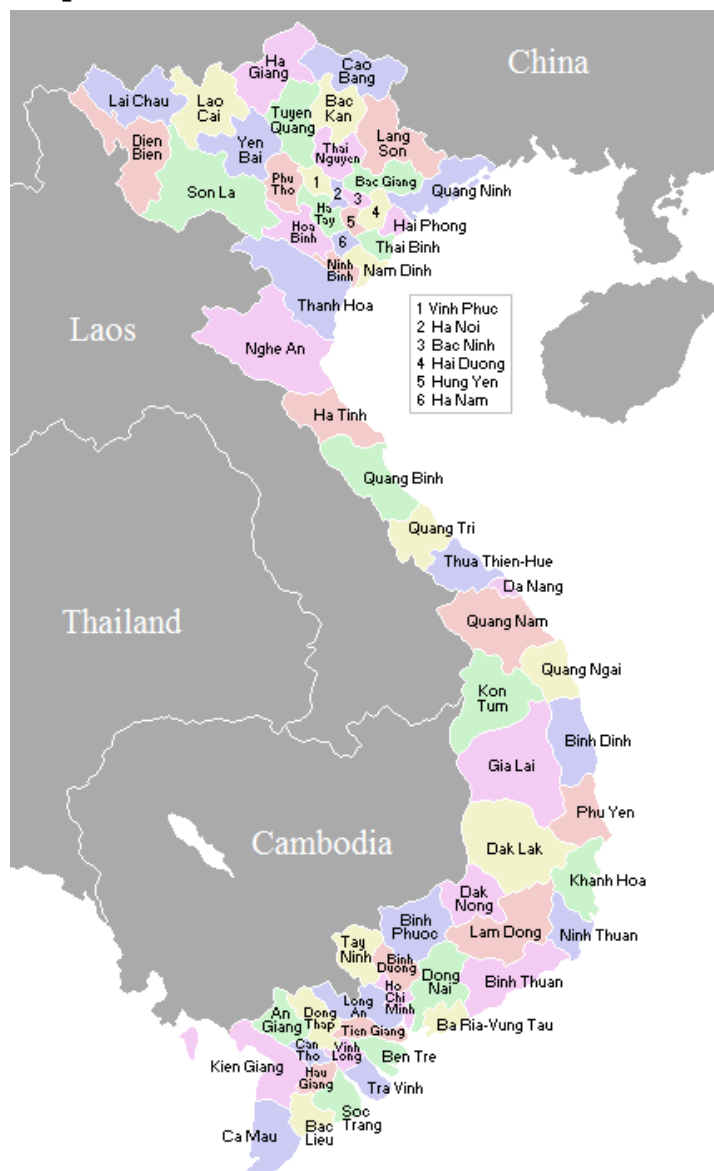 Ha
Giang
Cao
Bang
China
Lai Chau
Lao
Cai
Tuyen
Quang
Bac
Kan
Dien
Bien
Yen
Bai
Thai
Nguyen
Lang
Son
Son La
Phu
Tho
1
2
3
4
5
6
Bac Giang
Quang Ninh
Ha
Tay
Hoa
Binh
Hai Phong
Thai Binh
Ninh
Binh
Nam Dinh
Thanh Hoa
1 Vinh Phuc
2 Ha Noi
3 Bac Ninh
4 Hai Duong
5 Hung Yen
6 Ha Nam
Laos
Nghe An
Ha Tinh
Quang Binh
Quang Tri
Thua Thien-Hue
Da Nang
Thailand
Quang Nam
Quang Ngai
Kon
Tum
Binh Dinh
Gia Lai
Phu Yen
Cambodia
Dak Lak
Khanh Hoa
Dak
Nong
Binh
Phuoc
Lam Dong
Ninh Thuan
Tay
Ninh
Binh
Duong
Dong
Nai
Binh Thuan
Ho
Chi
Minh
Long
An
An
Giang
Dong
Thap
Tien Giang
Ba Ria-Vung Tau
Can
Tho
Vinh
Long
Ben Tre
Kien Giang
Hau
Giang
Tra Vinh
Soc
Trang
Bac
Lieu
Ca Mau